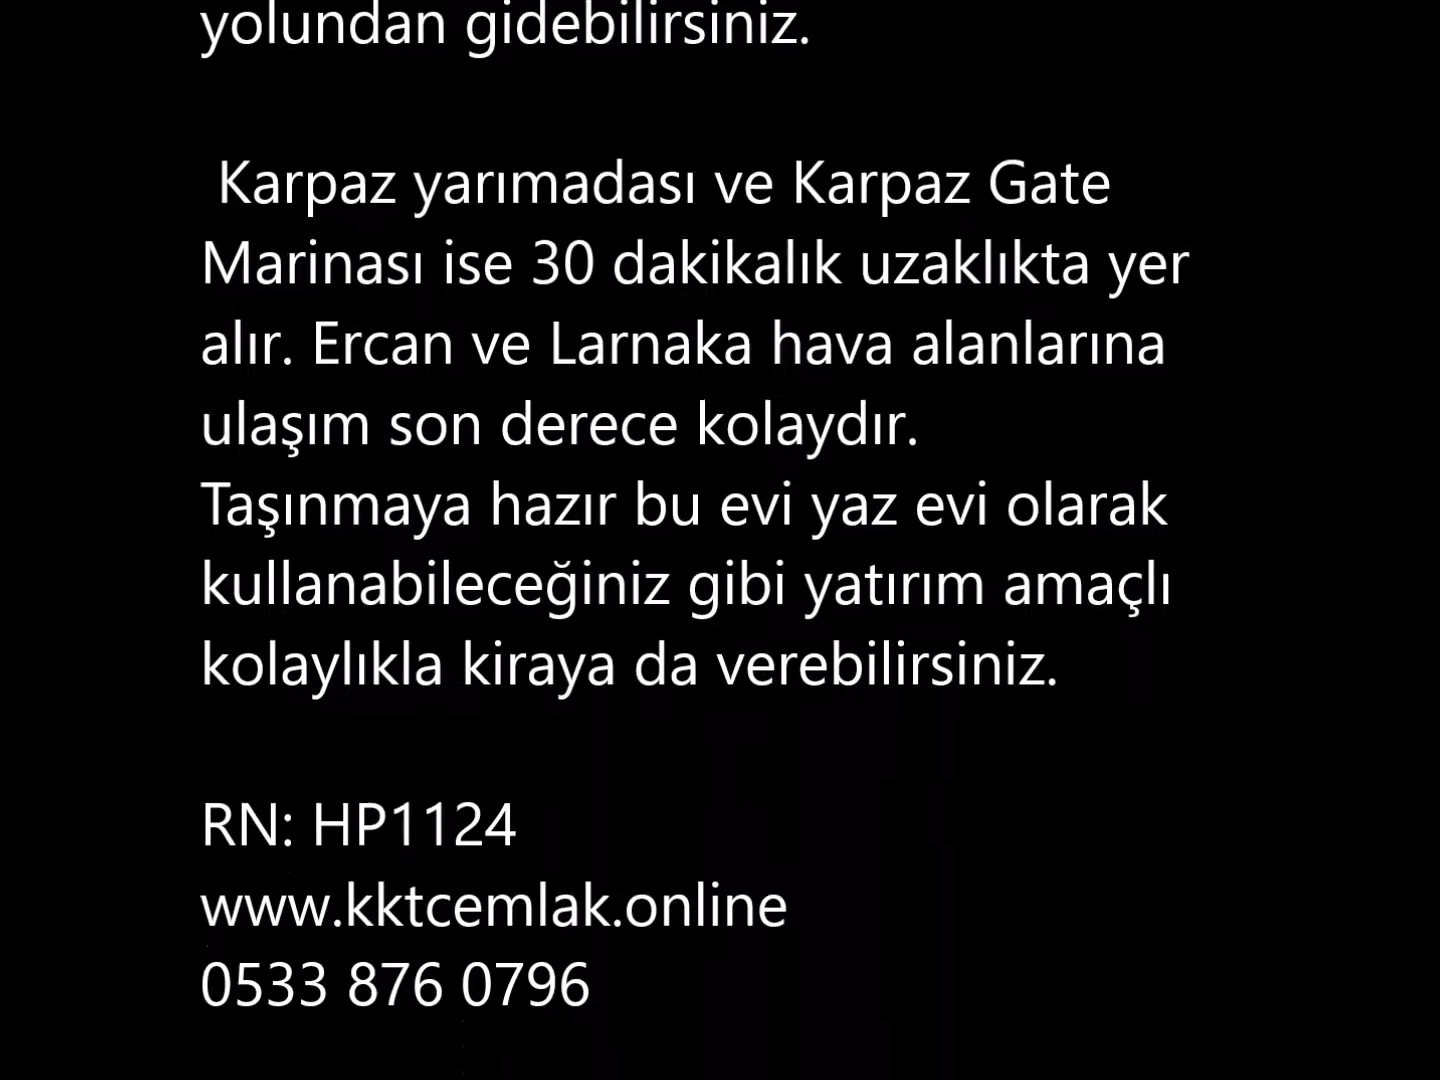 yolundan gidebilirsiniz.
Karpaz yarımadası ve Karpaz Gate
Marinası ise 30 dakikalık uzaklıkta yer
alır. Ercan ve Larnaka hava alanlarına
ulaşım son derece kolaydır.
Taşınmaya hazır bu evi yaz evi olarak
kullanabileceğiniz gibi yatırım amaçlı
kolaylıkla kiraya da verebilirsiniz.
RN: HP1124
www.kktcemlak.online
0533 876 0796